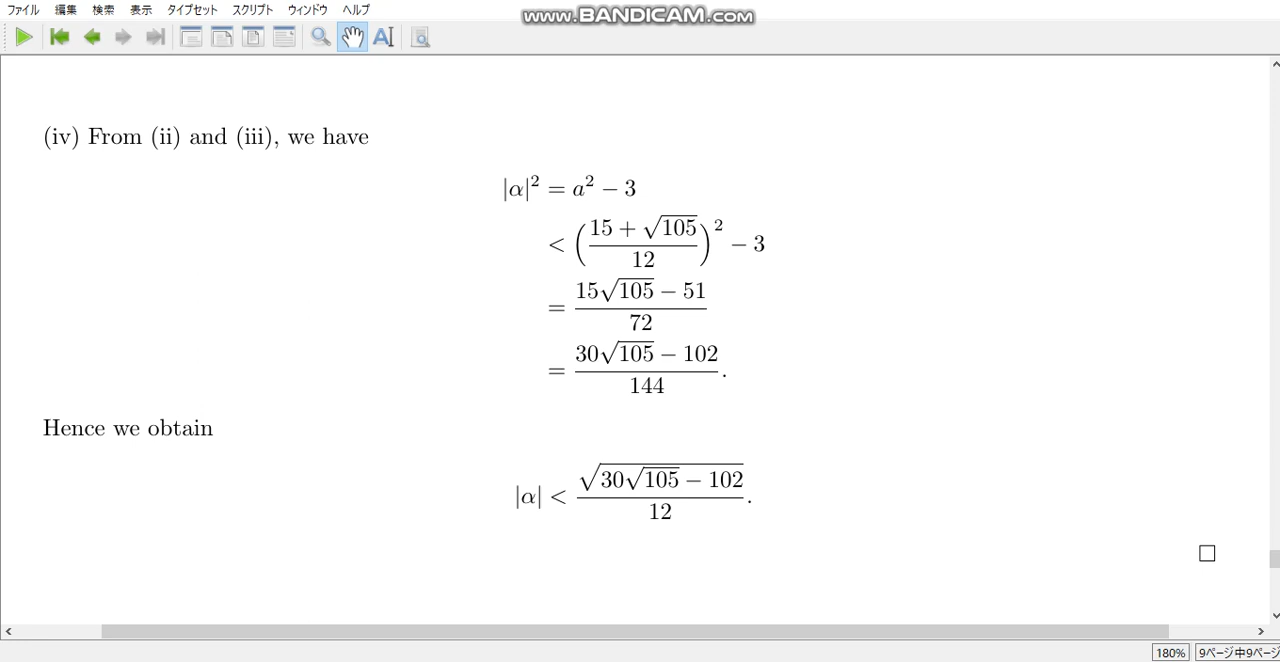 ファイル 編集 検索 表示 タイプセット スクリプト ウィンドウ ヘルプ
www.BANDICAM.com
(iv) From (ii) and (iii), we have
|α|² = a² − 3
< ((15 + √105)/12)² − 3
= (15√105 − 51)/72
= (30√105 − 102)/144.
Hence we obtain
|α| < √(30√105 − 102)/12.
□
180% 9ページ中9ページ